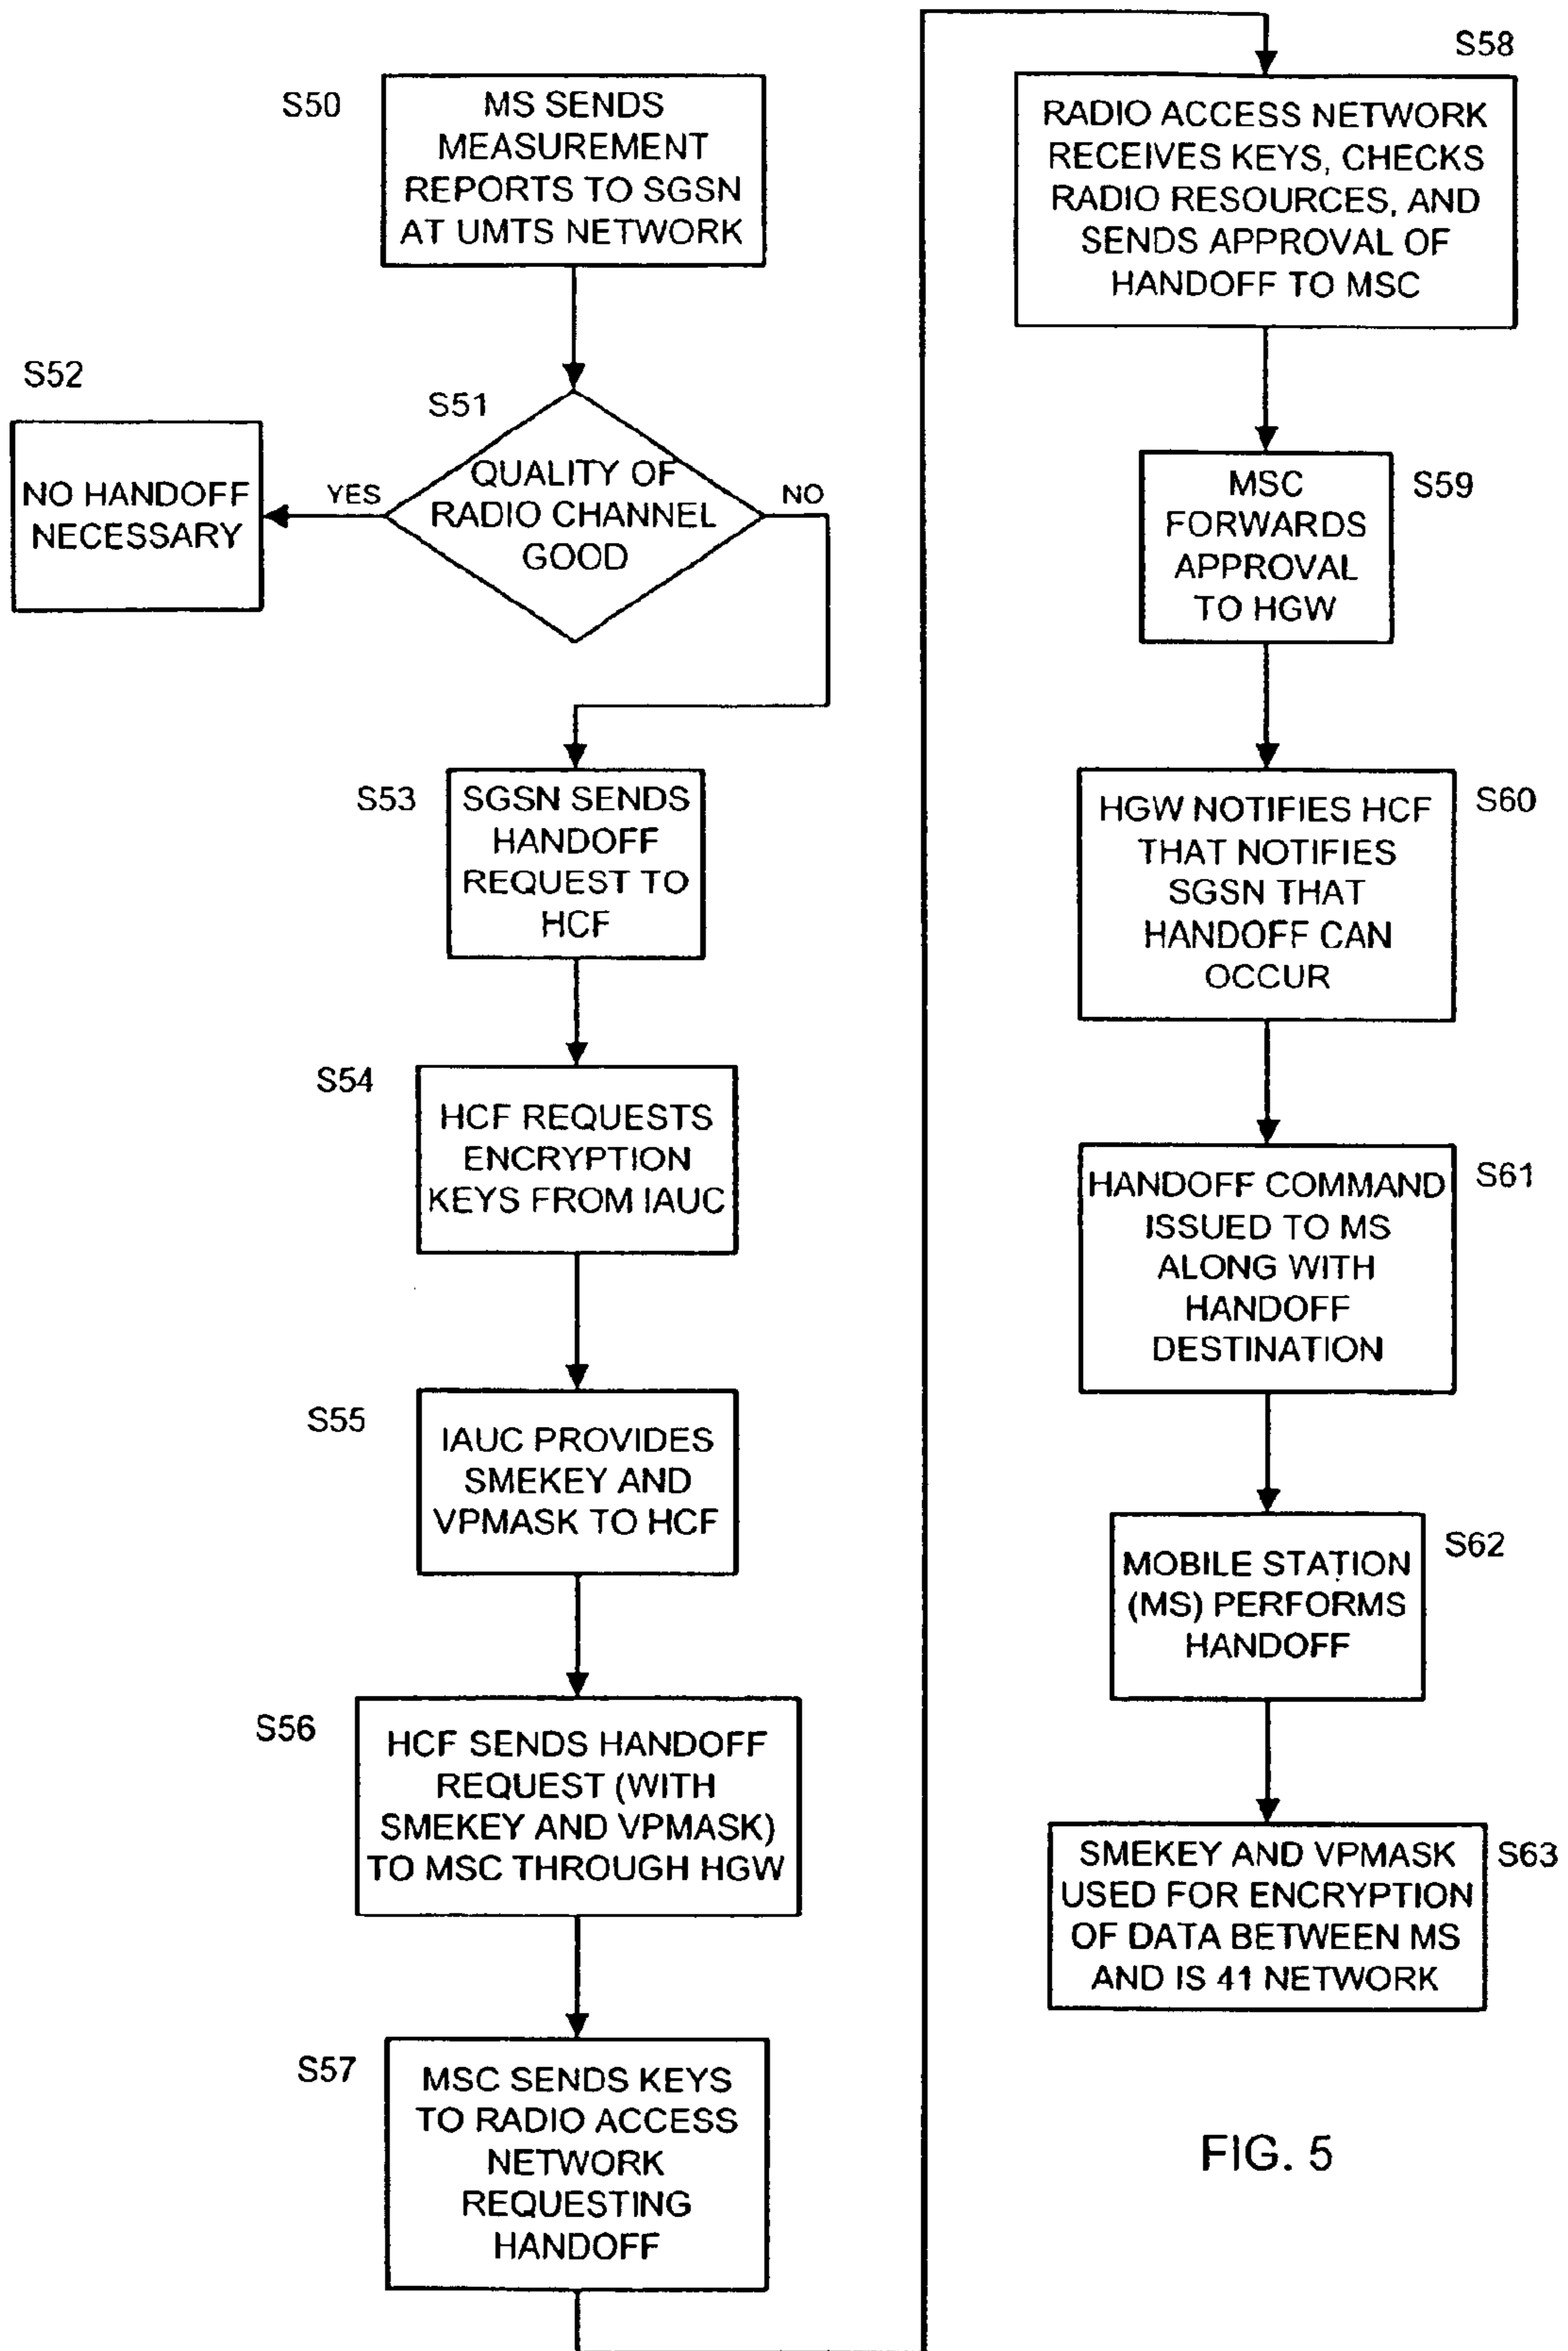 S50
MS SENDS
MEASUREMENT
REPORTS TO SGSN
AT UMTS NETWORK
S51
QUALITY OF
RADIO CHANNEL
GOOD
YES
NO
S52
NO HANDOFF
NECESSARY
S53
SGSN SENDS
HANDOFF
REQUEST TO
HCF
S54
HCF REQUESTS
ENCRYPTION
KEYS FROM IAUC
S55
IAUC PROVIDES
SMEKEY AND
VPMASK TO HCF
S56
HCF SENDS HANDOFF
REQUEST (WITH
SMEKEY AND VPMASK)
TO MSC THROUGH HGW
S57
MSC SENDS KEYS
TO RADIO ACCESS
NETWORK
REQUESTING
HANDOFF
S58
RADIO ACCESS NETWORK
RECEIVES KEYS, CHECKS
RADIO RESOURCES, AND
SENDS APPROVAL OF
HANDOFF TO MSC
S59
MSC
FORWARDS
APPROVAL
TO HGW
S60
HGW NOTIFIES HCF
THAT NOTIFIES
SGSN THAT
HANDOFF CAN
OCCUR
S61
HANDOFF COMMAND
ISSUED TO MS
ALONG WITH
HANDOFF
DESTINATION
S62
MOBILE STATION
(MS) PERFORMS
HANDOFF
S63
SMEKEY AND VPMASK
USED FOR ENCRYPTION
OF DATA BETWEEN MS
AND IS 41 NETWORK
FIG. 5